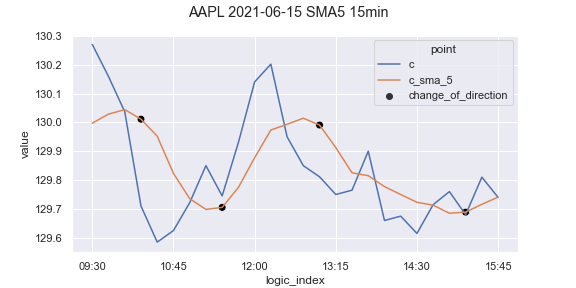 AAPL 2021-06-15 SMA5 15min
130.3
130.2
130.1
130.0
129.9
129.8
129.7
129.6
value
point
c
c_sma_5
change_of_direction
09:30 10:45 12:00 13:15 14:30 15:45
logic_index